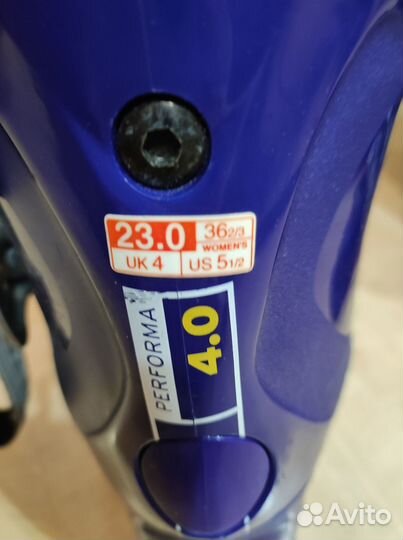 23.0 36 2/3
WOMEN'S
UK 4 US 5 1/2
PERFORMA
4.0
Avito